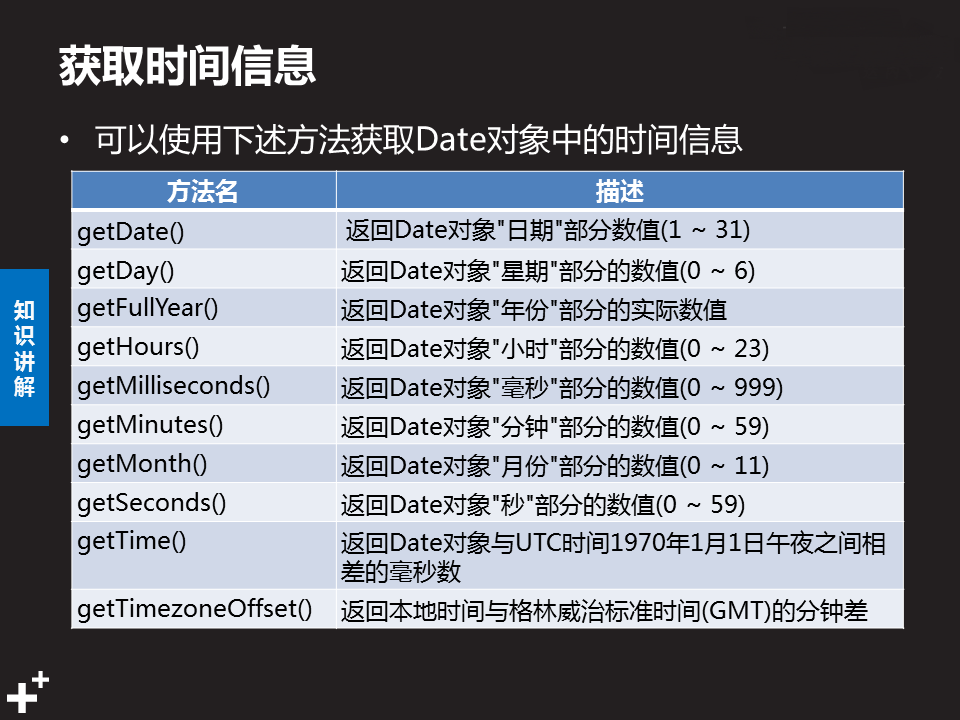 获取时间信息
• 可以使用下述方法获取Date对象中的时间信息
方法名 描述
getDate() 返回Date对象"日期"部分数值(1 ~ 31)
getDay() 返回Date对象"星期"部分的数值(0 ~ 6)
getFullYear() 返回Date对象"年份"部分的实际数值
getHours() 返回Date对象"小时"部分的数值(0 ~ 23)
getMilliseconds() 返回Date对象"毫秒"部分的数值(0 ~ 999)
getMinutes() 返回Date对象"分钟"部分的数值(0 ~ 59)
getMonth() 返回Date对象"月份"部分的数值(0 ~ 11)
getSeconds() 返回Date对象"秒"部分的数值(0 ~ 59)
getTime() 返回Date对象与UTC时间1970年1月1日午夜之间相
差的毫秒数
getTimezoneOffset() 返回本地时间与格林威治标准时间(GMT)的分钟差
知
识
讲
解